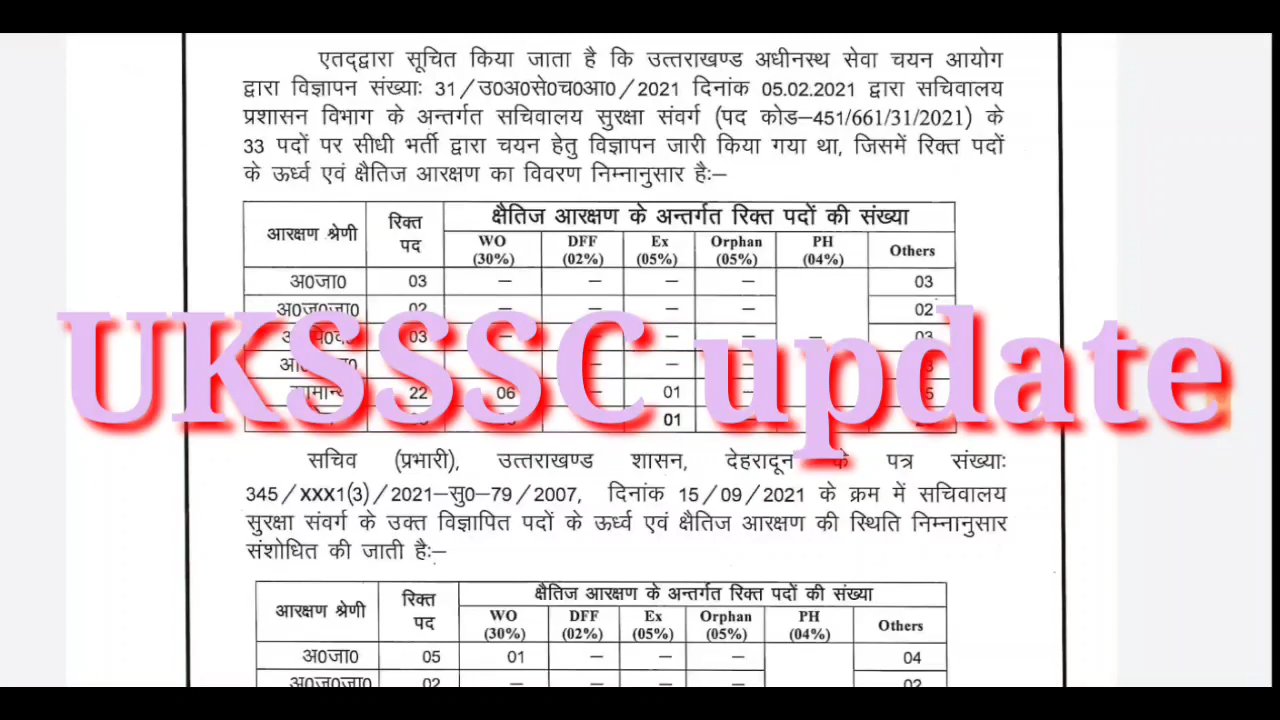 एतद्द्वारा सूचित किया जाता है कि उत्तराखण्ड अधीनस्थ सेवा चयन आयोग
द्वारा विज्ञापन संख्याः 31/उ0अ0से0च0आ0/2021 दिनांक 05.02.2021 द्वारा सचिवालय
प्रशासन विभाग के अन्तर्गत सचिवालय सुरक्षा संवर्ग (पद कोड–451/661/31/2021) के
33 पदों पर सीधी भर्ती द्वारा चयन हेतु विज्ञापन जारी किया गया था, जिसमें रिक्त पदों
के ऊर्ध्व एवं क्षैतिज आरक्षण का विवरण निम्नानुसार हैः–
आरक्षण श्रेणी रिक्त पद क्षैतिज आरक्षण के अन्तर्गत रिक्त पदों की संख्या
WO (30%) DFF (02%) Ex (05%) Orphan (05%) PH (04%) Others
अ0जा0 03 – – – – 03
अ0ज0जा0 02 – – – – 02
03 – – – – – 03
– – –
22 06 01 –
01
UKSSSC update
सचिव (प्रभारी), उत्तराखण्ड शासन, देहरादून के पत्र संख्याः
345/XXX1(3)/2021–सु0–79/2007, दिनांक 15/09/2021 के क्रम में सचिवालय
सुरक्षा संवर्ग के उक्त विज्ञापित पदों के ऊर्ध्व एवं क्षैतिज आरक्षण की स्थिति निम्नानुसार
संशोधित की जाती हैः–
आरक्षण श्रेणी रिक्त पद क्षैतिज आरक्षण के अन्तर्गत रिक्त पदों की संख्या
WO (30%) DFF (02%) Ex (05%) Orphan (05%) PH (04%) Others
अ0जा0 05 01 – – – 04
अ0ज0जा0 02 – – – – 02